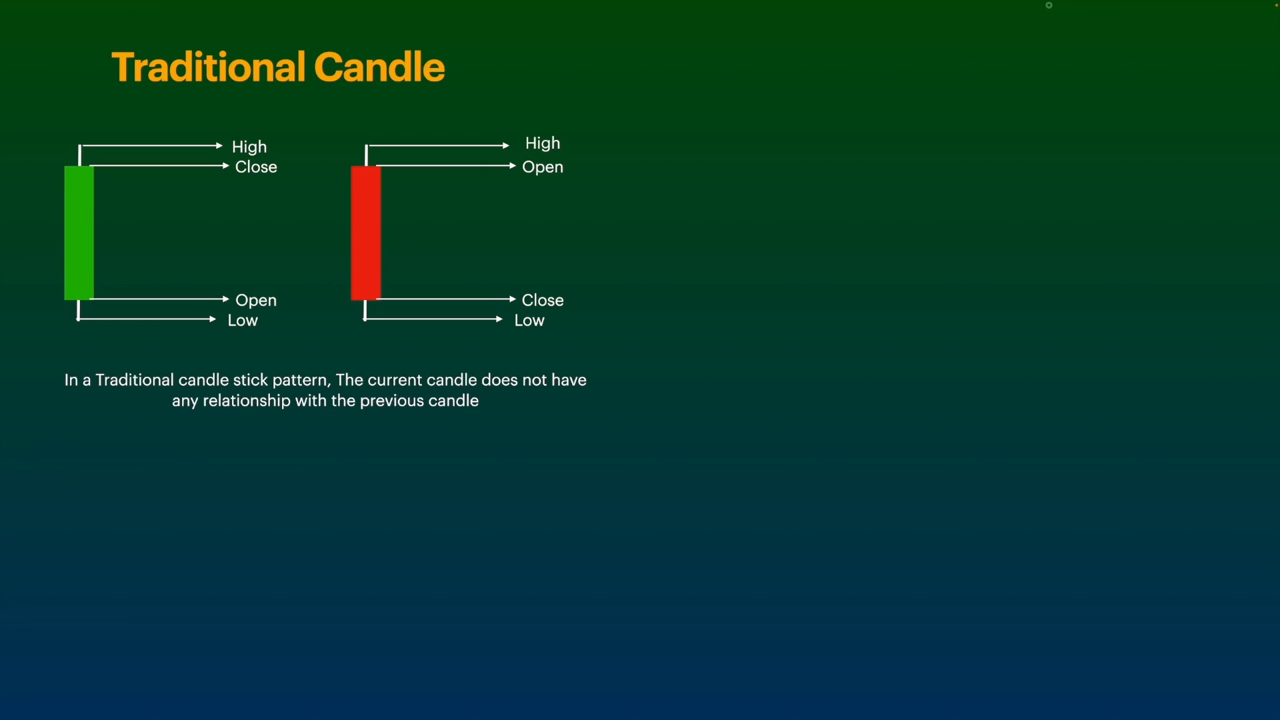 Traditional Candle
High
Close
Open
Low
High
Open
Close
Low
In a Traditional candle stick pattern, The current candle does not have
any relationship with the previous candle